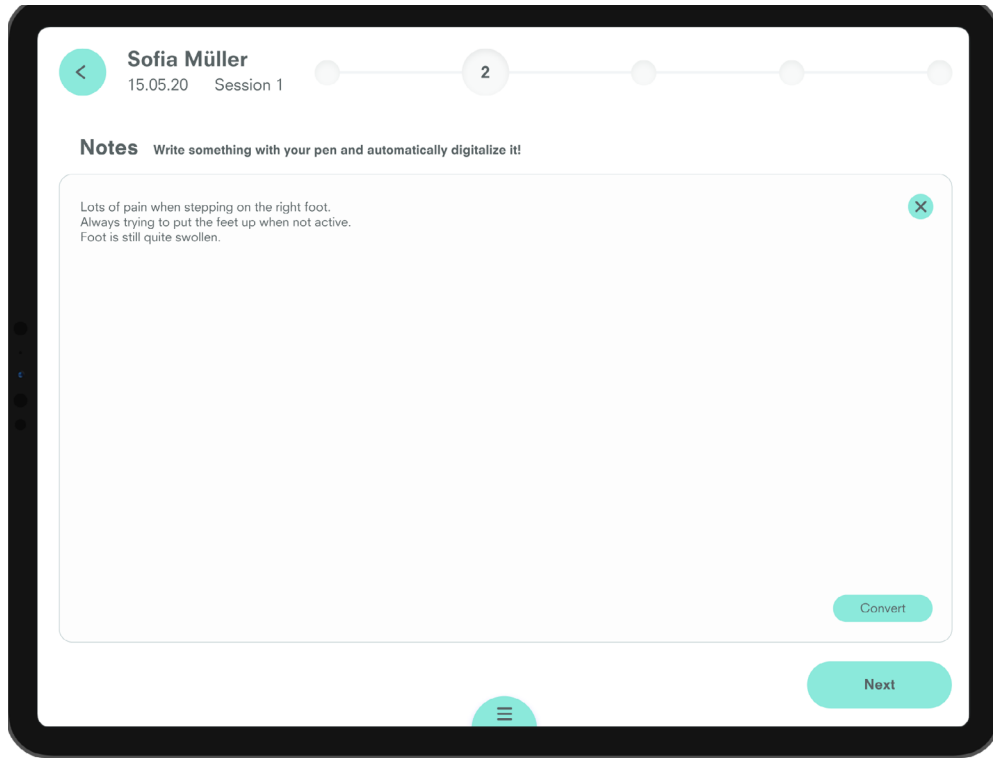 Sofia Müller
15.05.20 Session 1
2
Notes Write something with your pen and automatically digitalize it!
Lots of pain when stepping on the right foot.
Always trying to put the feet up when not active.
Foot is still quite swollen.
Convert
Next